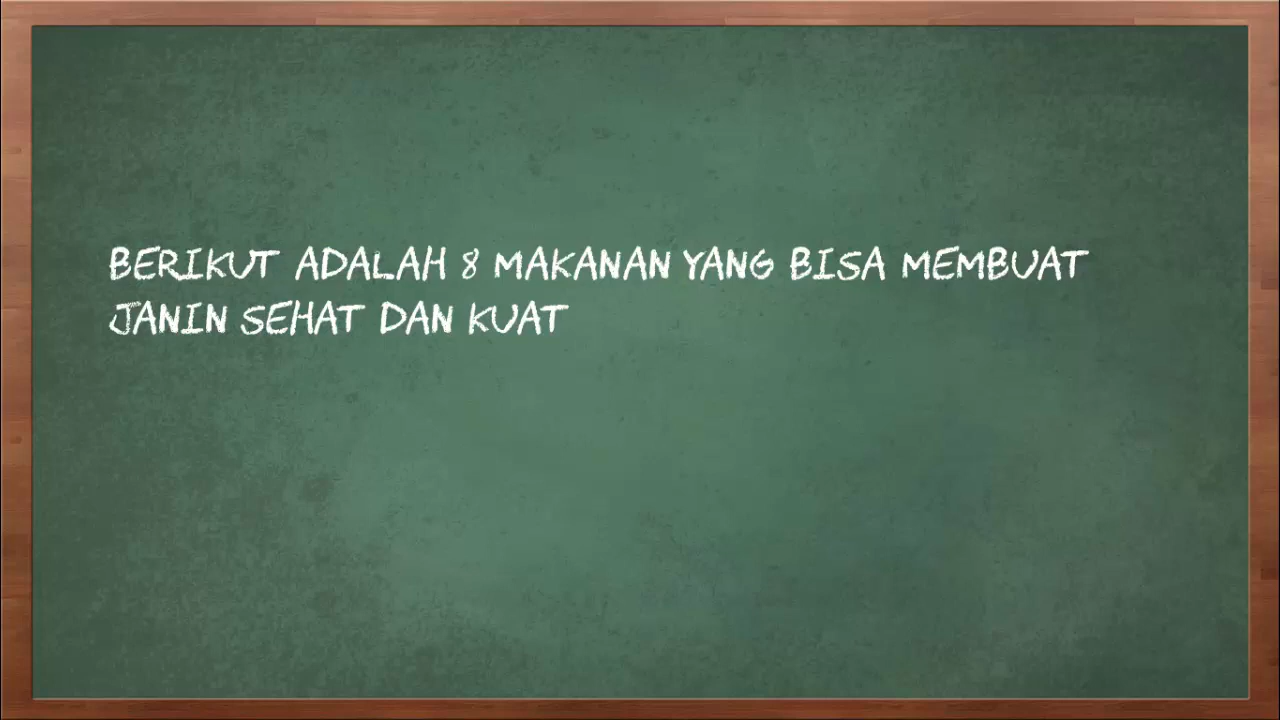 BERIKUT ADALAH 8 MAKANAN YANG BISA MEMBUAT
JANIN SEHAT DAN KUAT